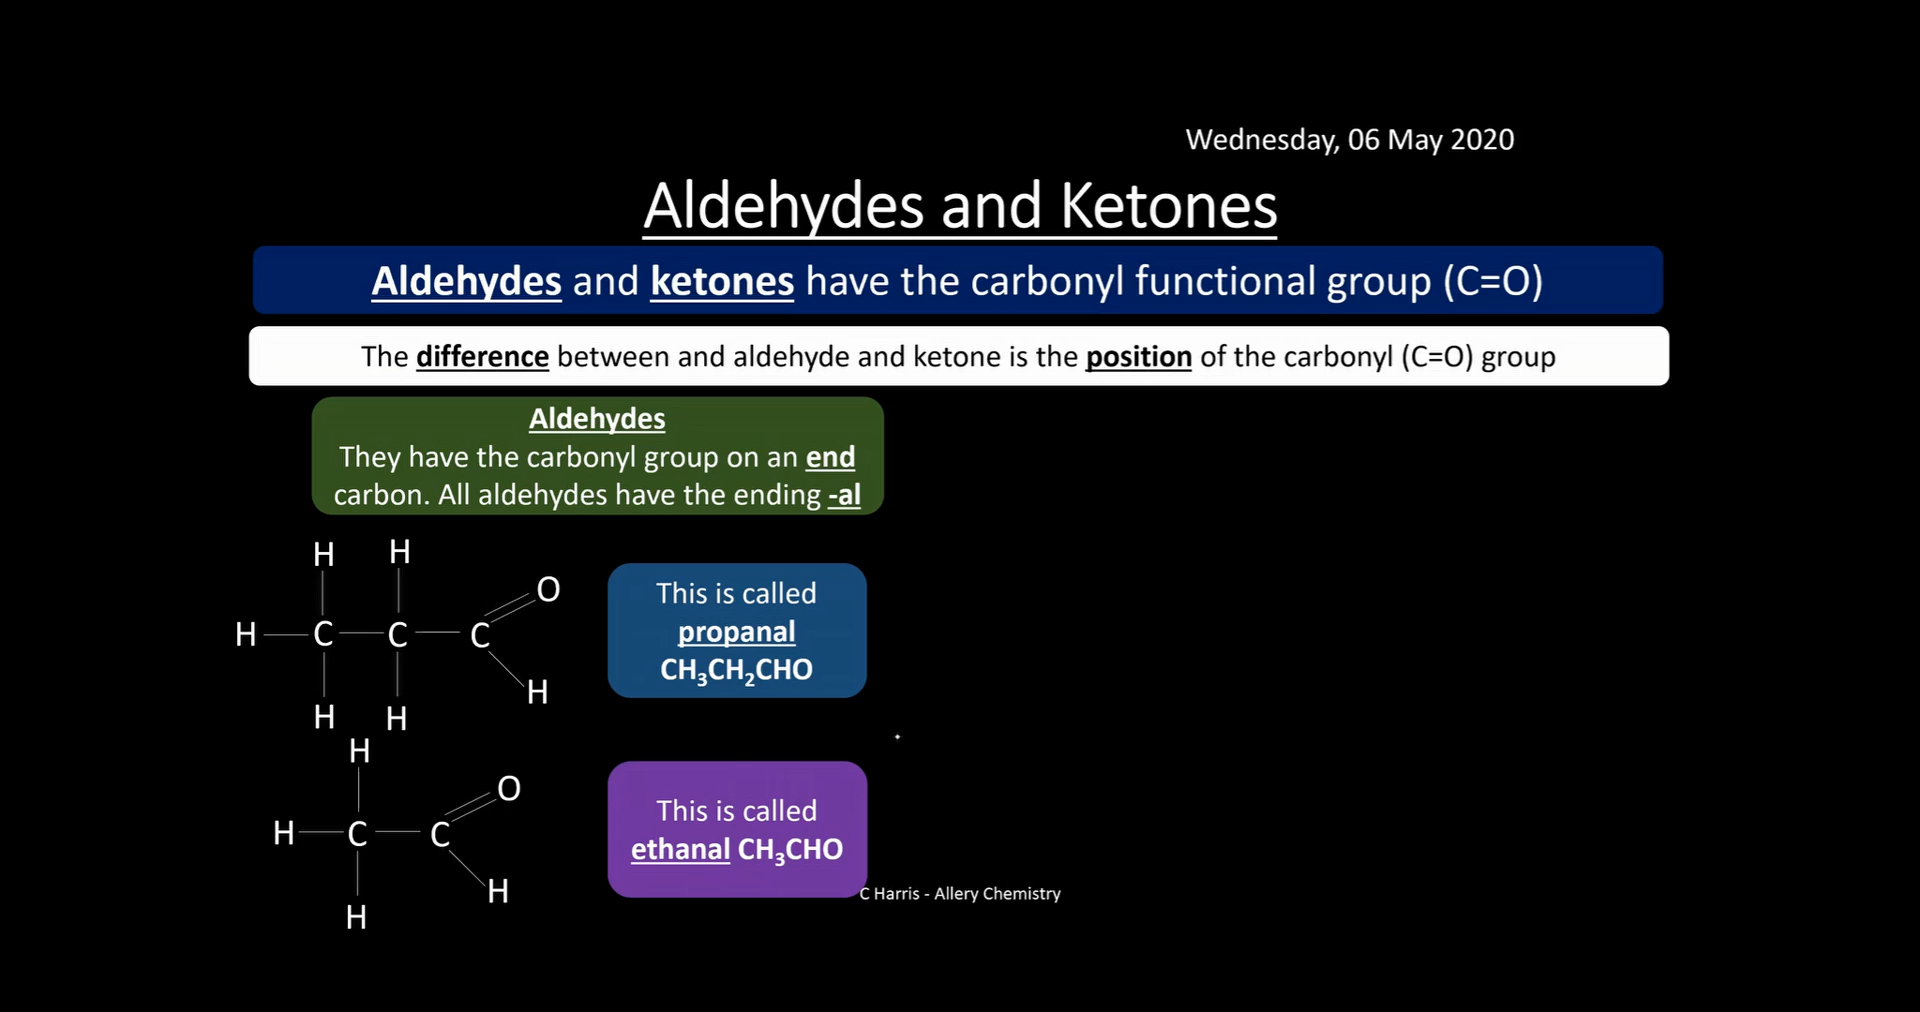 Wednesday, 06 May 2020
Aldehydes and Ketones
Aldehydes and ketones have the carbonyl functional group (C=O)
The difference between and aldehyde and ketone is the position of the carbonyl (C=O) group
Aldehydes
They have the carbonyl group on an end
carbon. All aldehydes have the ending -al
H H
O
H C C C
H
H H
This is called
propanal
CH₃CH₂CHO
H
O
H C C
H
H
This is called
ethanal CH₃CHO
C Harris - Allery Chemistry